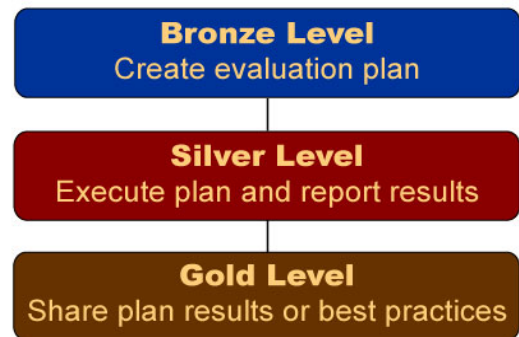 Bronze Level
Create evaluation plan
Silver Level
Execute plan and report results
Gold Level
Share plan results or best practices